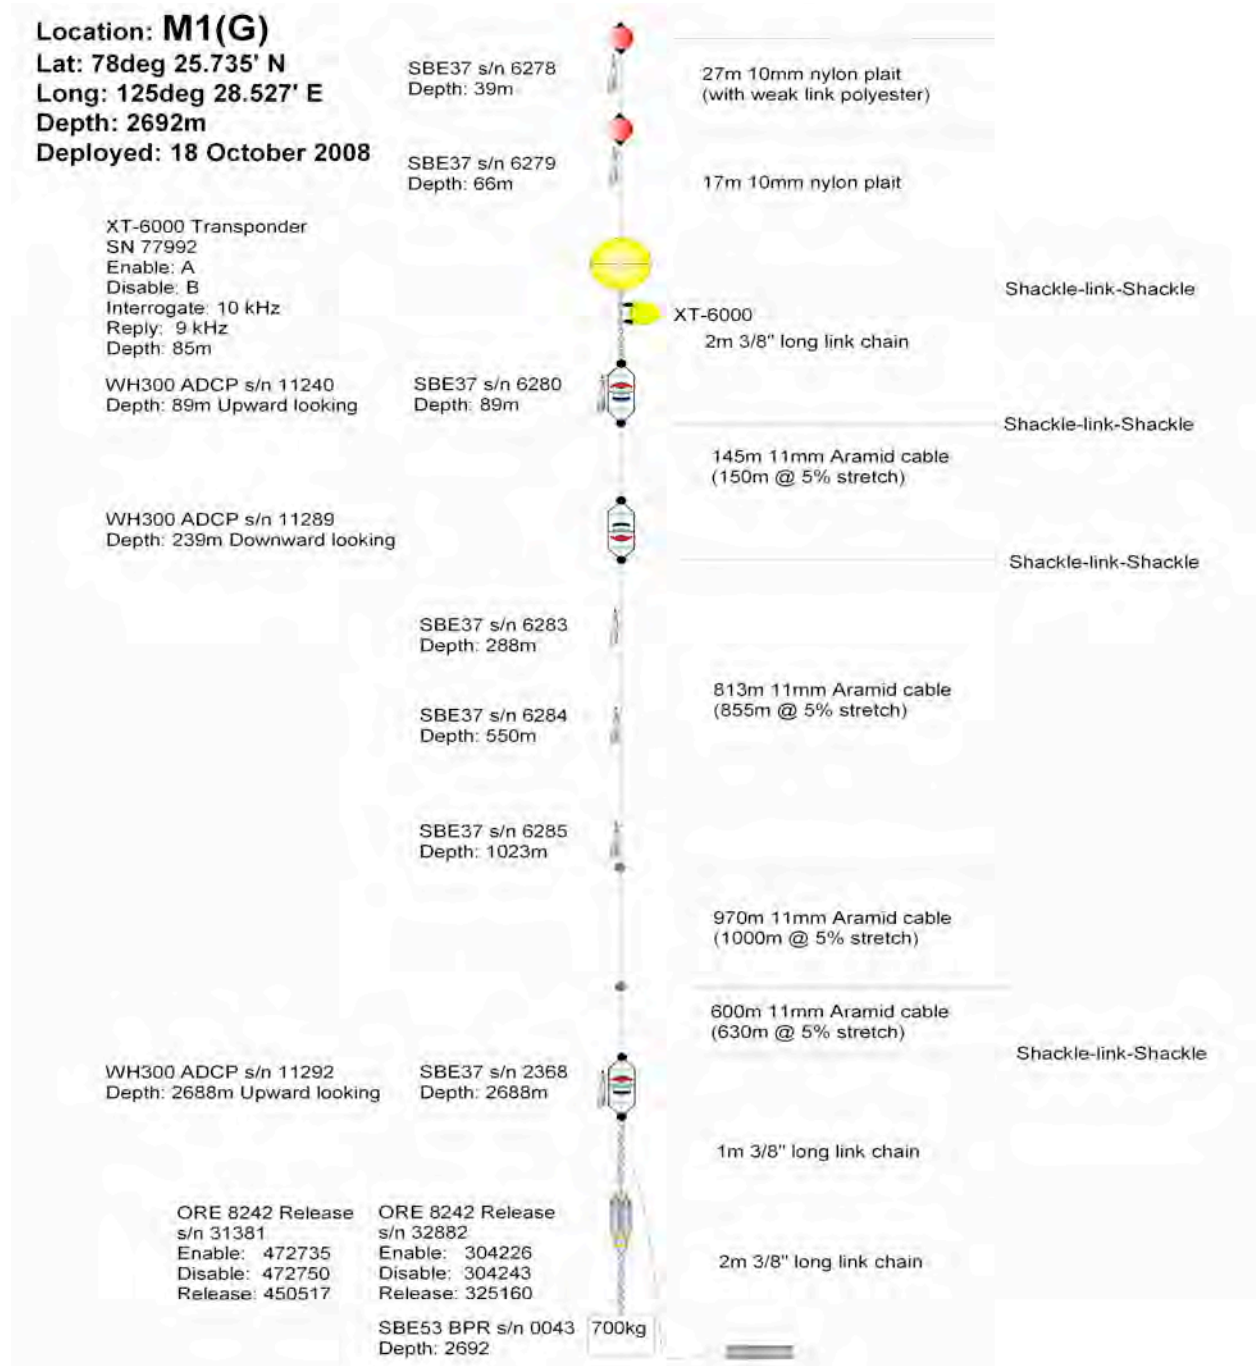 Location: M1(G)
Lat: 78deg 25.735' N
Long: 125deg 28.527' E
Depth: 2692m
Deployed: 18 October 2008
SBE37 s/n 6278
Depth: 39m
27m 10mm nylon plait
(with weak link polyester)
SBE37 s/n 6279
Depth: 66m
17m 10mm nylon plait
XT-6000 Transponder
SN 77992
Enable: A
Disable: B
Interrogate: 10 kHz
Reply: 9 kHz
Depth: 85m
Shackle-link-Shackle
XT-6000
2m 3/8" long link chain
WH300 ADCP s/n 11240
Depth: 89m Upward looking
SBE37 s/n 6280
Depth: 89m
Shackle-link-Shackle
145m 11mm Aramid cable
(150m @ 5% stretch)
WH300 ADCP s/n 11289
Depth: 239m Downward looking
Shackle-link-Shackle
SBE37 s/n 6283
Depth: 288m
813m 11mm Aramid cable
(855m @ 5% stretch)
SBE37 s/n 6284
Depth: 550m
SBE37 s/n 6285
Depth: 1023m
970m 11mm Aramid cable
(1000m @ 5% stretch)
600m 11mm Aramid cable
(630m @ 5% stretch)
Shackle-link-Shackle
WH300 ADCP s/n 11292
Depth: 2688m Upward looking
SBE37 s/n 2368
Depth: 2688m
1m 3/8" long link chain
ORE 8242 Release
s/n 31381
Enable: 472735
Disable: 472750
Release: 450517
ORE 8242 Release
s/n 32882
Enable: 304226
Disable: 304243
Release: 325160
2m 3/8" long link chain
SBE53 BPR s/n 0043
Depth: 2692
700kg